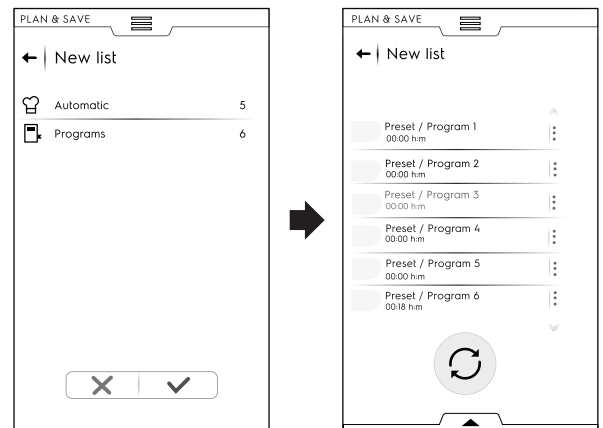 PLAN & SAVE
New list
Automatic 5
Programs 6
PLAN & SAVE
New list
Preset / Program 1
00:00 h:m
Preset / Program 2
00:00 h:m
Preset / Program 3
00:00 h:m
Preset / Program 4
00:00 h:m
Preset / Program 5
00:00 h:m
Preset / Program 6
00:18 h:m